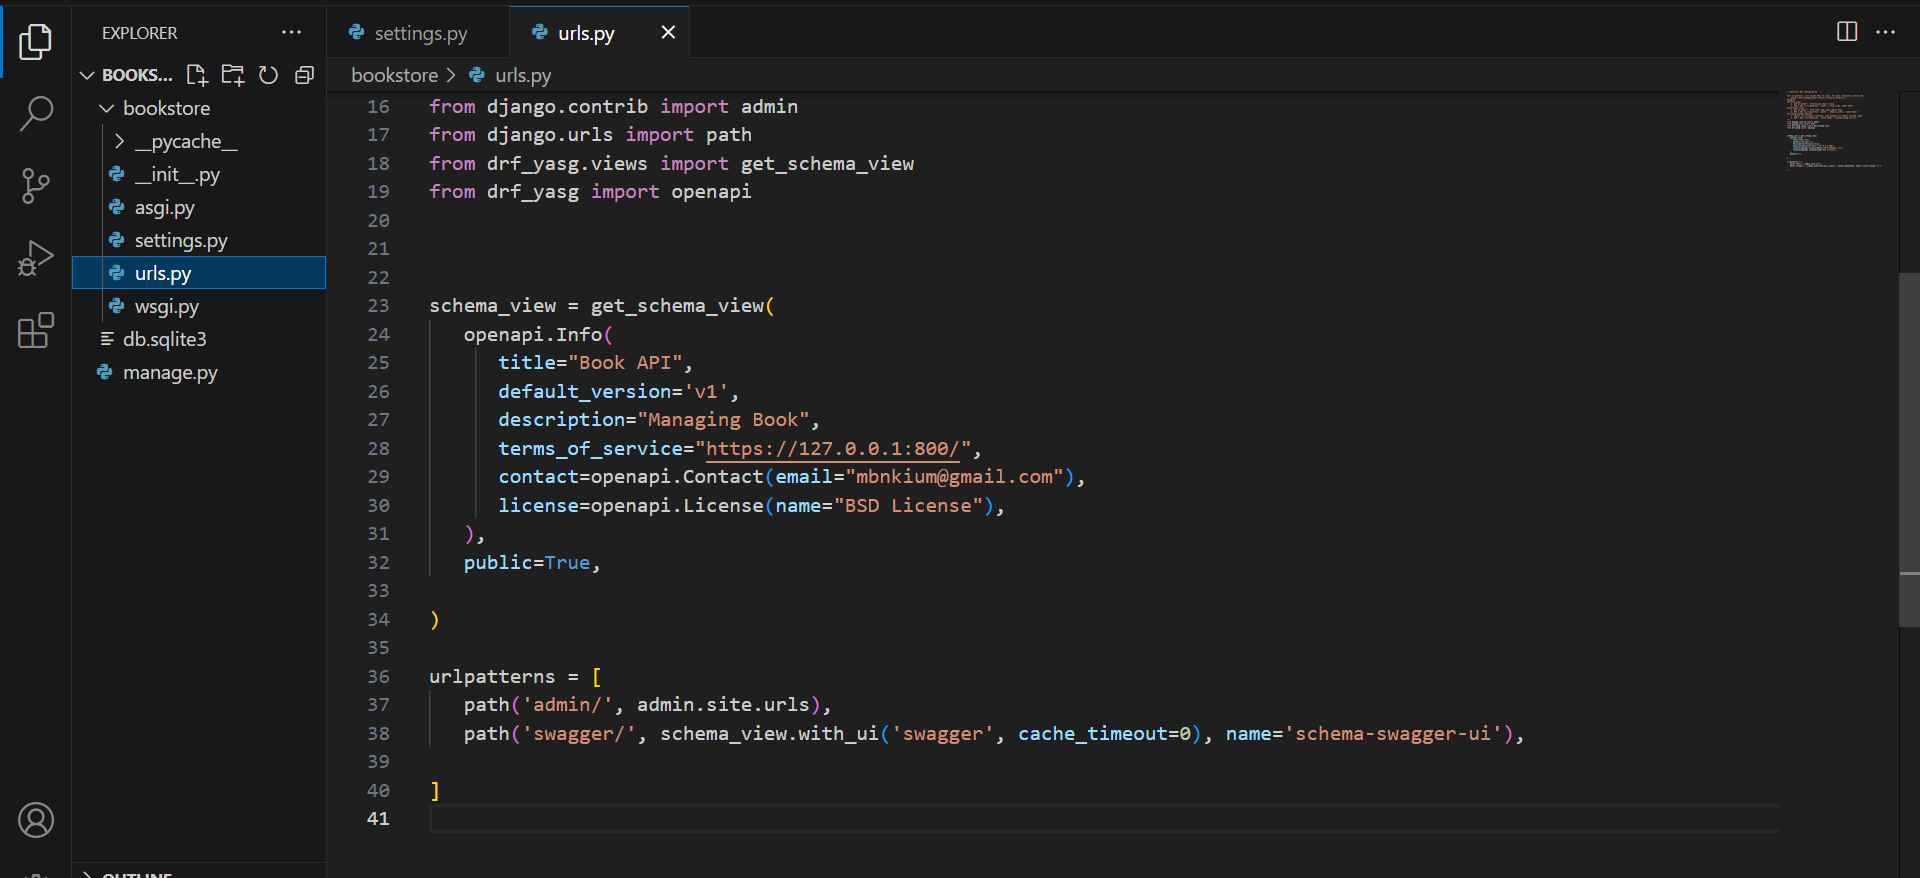 EXPLORER
BOOKS...
bookstore
__pycache__
__init__.py
asgi.py
settings.py
urls.py
wsgi.py
db.sqlite3
manage.py
OUTLINE
settings.py
urls.py
bookstore > urls.py
16 from django.contrib import admin
17 from django.urls import path
18 from drf_yasg.views import get_schema_view
19 from drf_yasg import openapi
20
21
22
23 schema_view = get_schema_view(
24    openapi.Info(
25       title="Book API",
26       default_version='v1',
27       description="Managing Book",
28       terms_of_service="https://127.0.0.1:800/",
29       contact=openapi.Contact(email="mbnkium@gmail.com"),
30       license=openapi.License(name="BSD License"),
31    ),
32    public=True,
33
34 )
35
36 urlpatterns = [
37    path('admin/', admin.site.urls),
38    path('swagger/', schema_view.with_ui('swagger', cache_timeout=0), name='schema-swagger-ui'),
39
40 ]
41